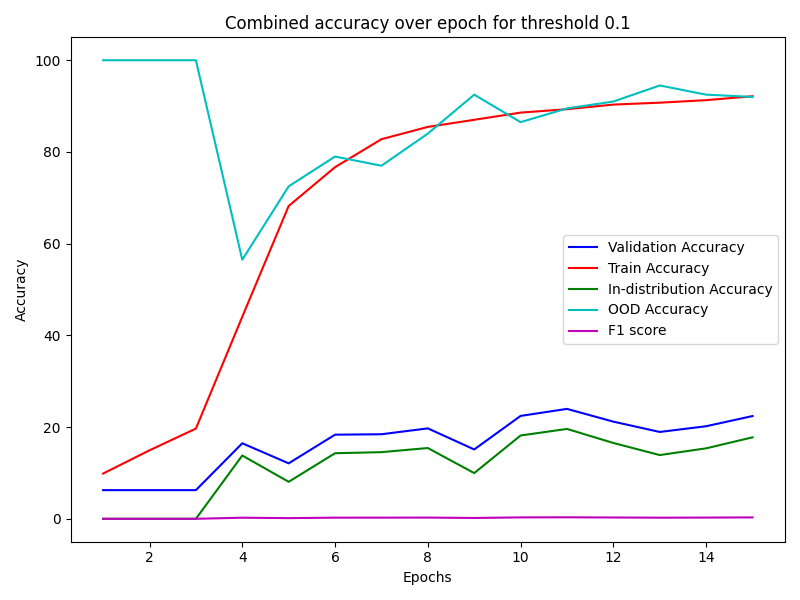 Combined accuracy over epoch for threshold 0.1
Accuracy
100
80
60
40
20
0
Validation Accuracy
Train Accuracy
In-distribution Accuracy
OOD Accuracy
F1 score
2 4 6 8 10 12 14
Epochs